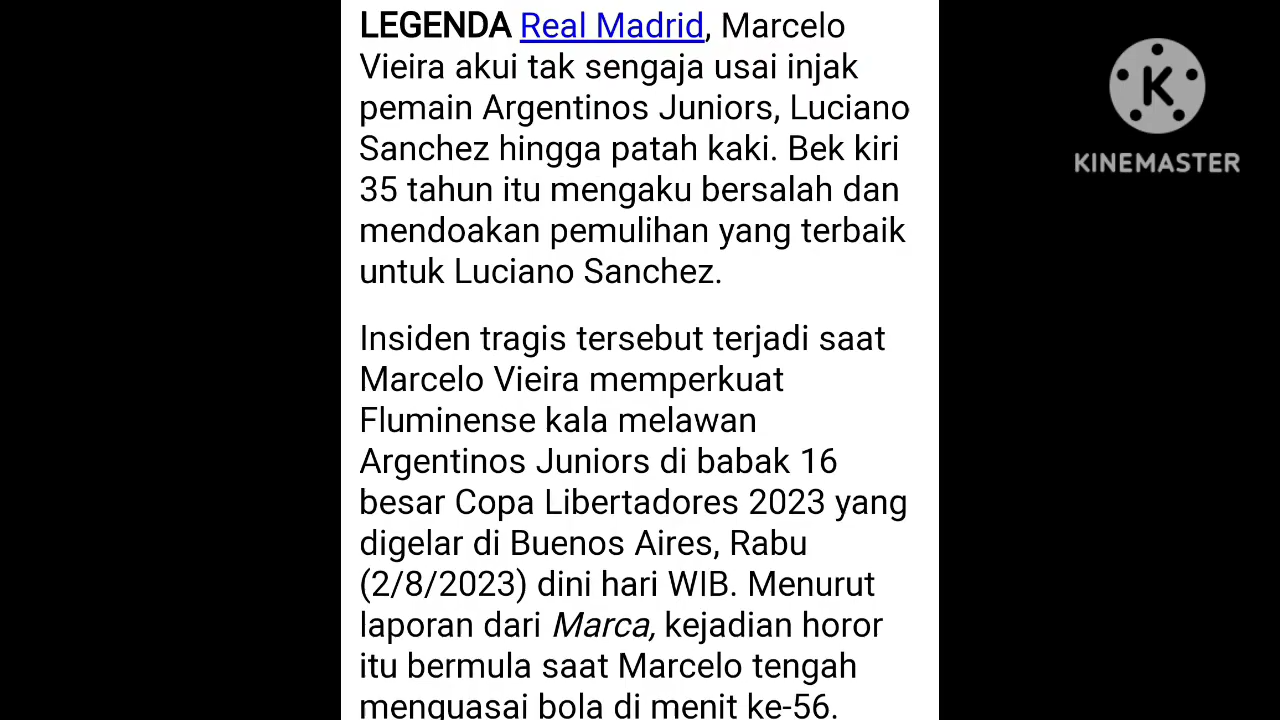 LEGENDA Real Madrid, Marcelo
Vieira akui tak sengaja usai injak
pemain Argentinos Juniors, Luciano
Sanchez hingga patah kaki. Bek kiri
35 tahun itu mengaku bersalah dan
mendoakan pemulihan yang terbaik
untuk Luciano Sanchez.
Insiden tragis tersebut terjadi saat
Marcelo Vieira memperkuat
Fluminense kala melawan
Argentinos Juniors di babak 16
besar Copa Libertadores 2023 yang
digelar di Buenos Aires, Rabu
(2/8/2023) dini hari WIB. Menurut
laporan dari Marca, kejadian horor
itu bermula saat Marcelo tengah
menguasai bola di menit ke-56.
K
KINEMASTER